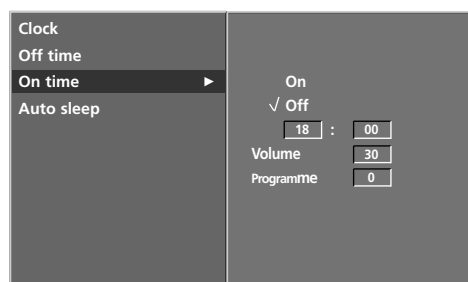 Clock
Off time
On time ►
Auto sleep
On
√ Off
18 : 00
Volume 30
Programme 0